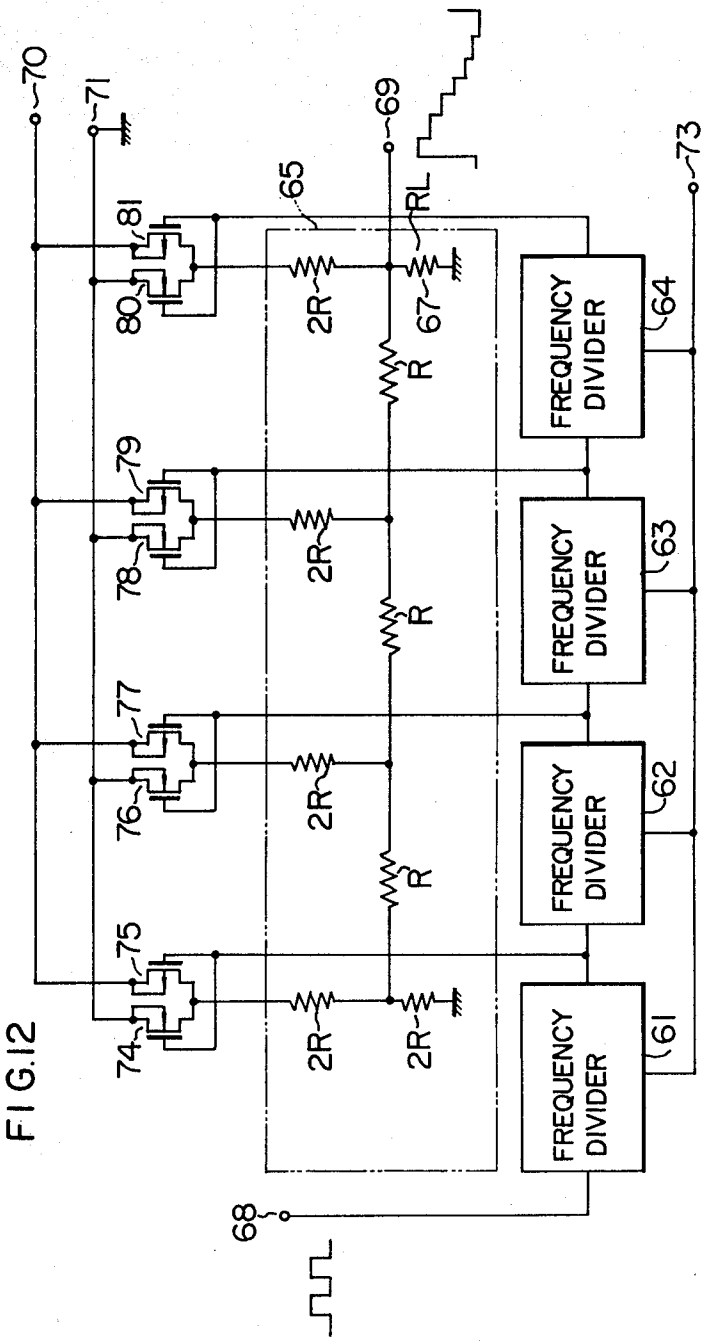 FIG.12
70
71
74
75
76
77
78
79
80
81
65
69
2R
2R
2R
2R
2R
R
R
R
RL
67
68
FREQUENCY
DIVIDER
61
FREQUENCY
DIVIDER
62
FREQUENCY
DIVIDER
63
FREQUENCY
DIVIDER
64
73